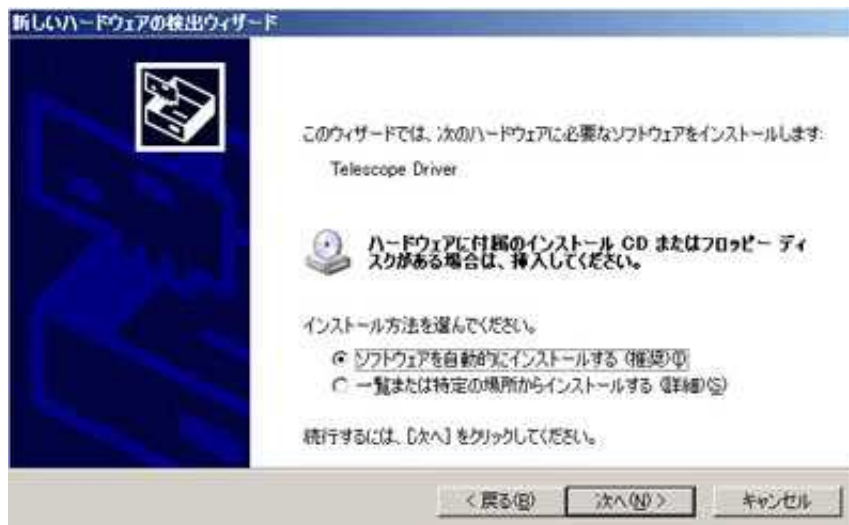 新しいハードウェアの検出ウィザード
このウィザードでは、次のハードウェアに必要なソフトウェアをインストールします:
Telescope Driver
ハードウェアに付属のインストール CD またはフロッピー ディ
スクがある場合は、挿入してください。
インストール方法を選んでください。
ソフトウェアを自動的にインストールする (推奨)(I)
一覧または特定の場所からインストールする (詳細)(S)
続行するには、[次へ] をクリックしてください。
< 戻る(B)
次へ(N) >
キャンセル